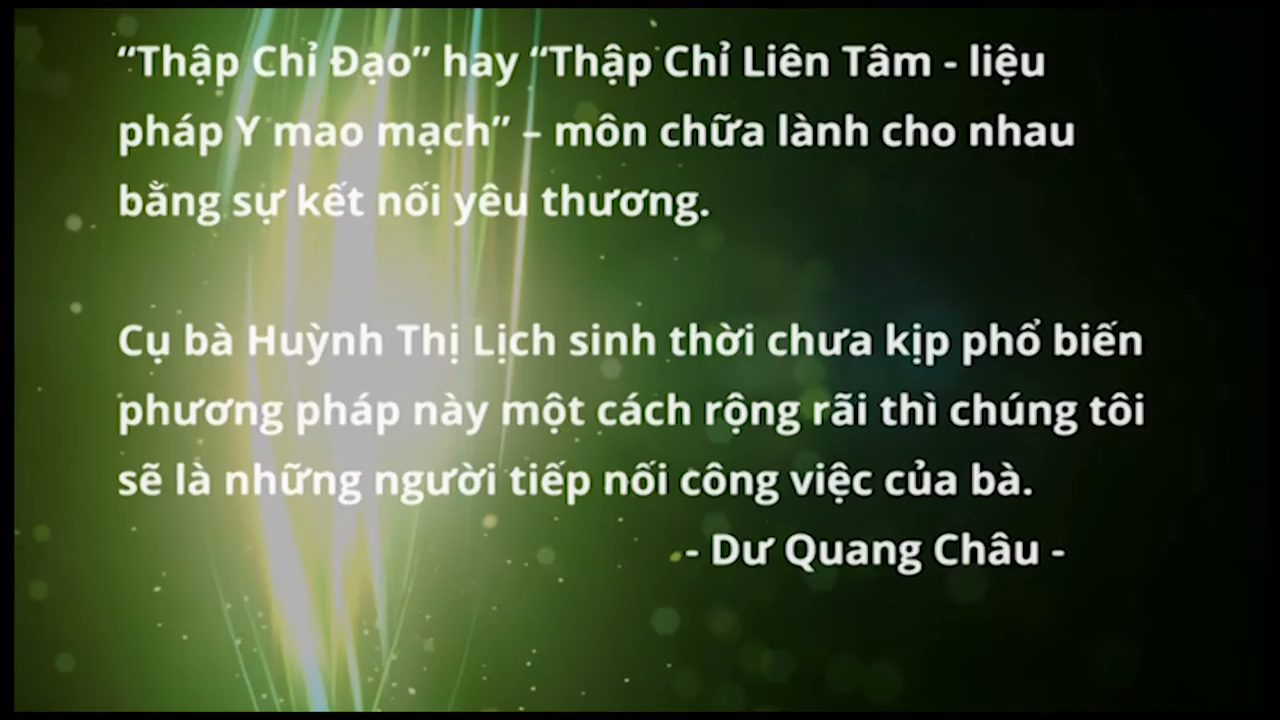 “Thập Chỉ Đạo” hay “Thập Chỉ Liên Tâm - liệu
pháp Y mao mạch” – môn chữa lành cho nhau
bằng sự kết nối yêu thương.
Cụ bà Huỳnh Thị Lịch sinh thời chưa kịp phổ biến
phương pháp này một cách rộng rãi thì chúng tôi
sẽ là những người tiếp nối công việc của bà.
- Dư Quang Châu -